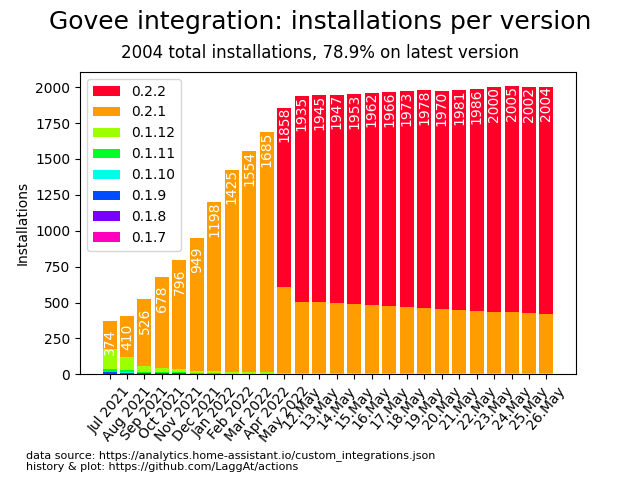 Govee integration: installations per version
2004 total installations, 78.9% on latest version
Installations
2000
1750
1500
1250
1000
750
500
250
0
0.2.2
0.2.1
0.1.12
0.1.11
0.1.10
0.1.9
0.1.8
0.1.7
374
410
526
678
796
949
1198
1425
1554
1685
1858
1935
1945
1947
1953
1962
1966
1973
1978
1970
1981
1986
2000
2005
2002
2004
Jul 2021
Aug 2021
Sep 2021
Oct 2021
Nov 2021
Dec 2021
Jan 2022
Feb 2022
Mar 2022
Apr 2022
May 2022
12.May
13.May
14.May
15.May
16.May
17.May
18.May
19.May
20.May
21.May
22.May
23.May
24.May
25.May
26.May
data source: https://analytics.home-assistant.io/custom_integrations.json
history & plot: https://github.com/LaggAt/actions